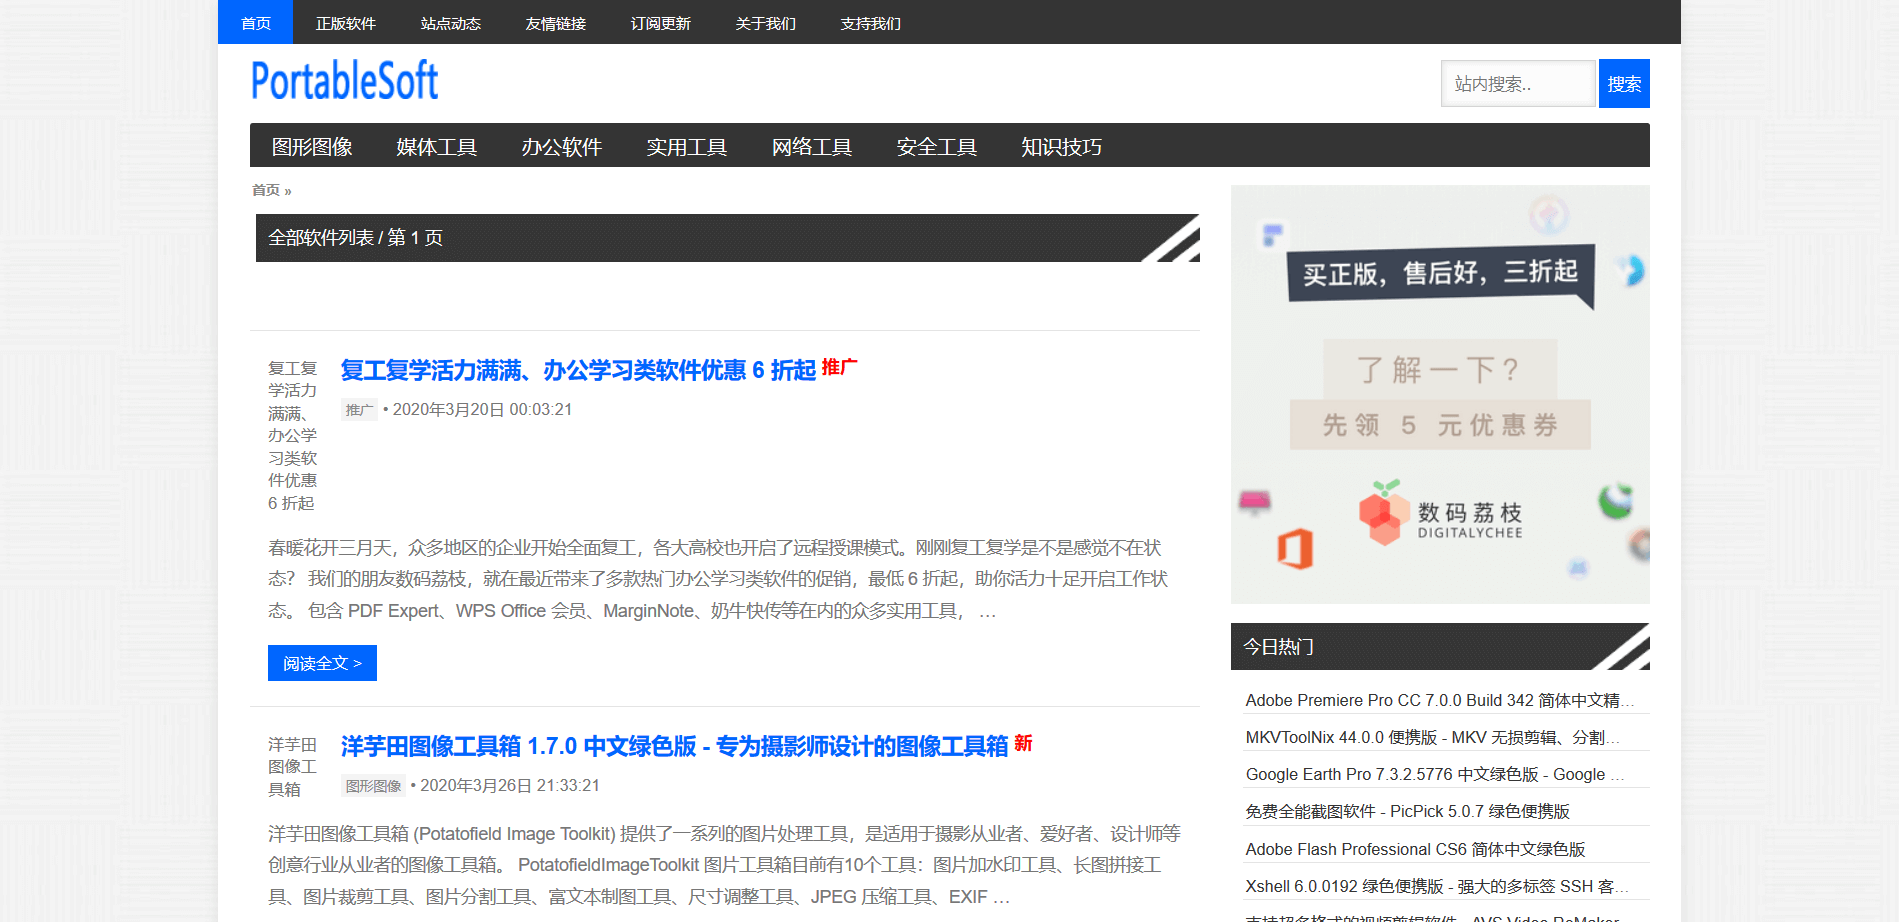 首页 正版软件 站点动态 友情链接 订阅更新 关于我们 支持我们
PortableSoft
站内搜索.. 搜索
图形图像 媒体工具 办公软件 实用工具 网络工具 安全工具 知识技巧
首页 »
全部软件列表 / 第 1 页
复工复
学活力
满满、
办公学
习类软
件优惠
6 折起
复工复学活力满满、办公学习类软件优惠 6 折起 推广
推广 • 2020年3月20日 00:03:21
春暖花开三月天，众多地区的企业开始全面复工，各大高校也开启了远程授课模式。刚刚复工复学是不是感觉不在状
态？ 我们的朋友数码荔枝，就在最近带来了多款热门办公学习类软件的促销，最低 6 折起，助你活力十足开启工作状
态。 包含 PDF Expert、WPS Office 会员、MarginNote、奶牛快传等在内的众多实用工具， …
阅读全文 >
洋芋田
图像工
具箱
洋芋田图像工具箱 1.7.0 中文绿色版 - 专为摄影师设计的图像工具箱 新
图形图像 • 2020年3月26日 21:33:21
洋芋田图像工具箱 (Potatofield Image Toolkit) 提供了一系列的图片处理工具，是适用于摄影从业者、爱好者、设计师等
创意行业从业者的图像工具箱。 PotatofieldImageToolkit 图片工具箱目前有10个工具：图片加水印工具、长图拼接工
具、图片裁剪工具、图片分割工具、富文本制图工具、尺寸调整工具、JPEG 压缩工具、EXIF …
买正版，售后好，三折起
了解一下？
先领 5 元优惠券
数码荔枝
DIGITALYCHEE
今日热门
Adobe Premiere Pro CC 7.0.0 Build 342 简体中文精…
MKVToolNix 44.0.0 便携版 - MKV 无损剪辑、分割…
Google Earth Pro 7.3.2.5776 中文绿色版 - Google …
免费全能截图软件 - PicPick 5.0.7 绿色便携版
Adobe Flash Professional CS6 简体中文绿色版
Xshell 6.0.0192 绿色便携版 - 强大的多标签 SSH 客…
支持超多格式的视频剪辑软件 - AVS Video ReMaker